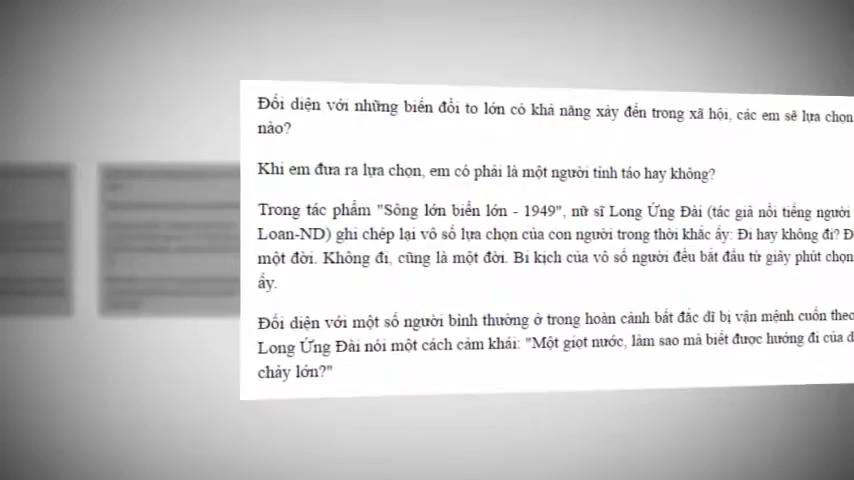 Đối diện với những biến đổi to lớn có khả năng xảy đến trong xã hội, các em sẽ lựa chọn
nào?
Khi em đưa ra lựa chọn, em có phải là một người tỉnh táo hay không?
Trong tác phẩm "Sông lớn biển lớn - 1949", nữ sĩ Long Ứng Đài (tác giả nổi tiếng người
Loan-ND) ghi chép lại vô số lựa chọn của con người trong thời khắc ấy: Đi hay không đi? Đ
một đời. Không đi, cũng là một đời. Bi kịch của vô số người đều bắt đầu từ giây phút chọn
ấy.
Đối diện với một số người bình thường ở trong hoàn cảnh bất đắc dĩ bị vận mệnh cuốn theo
Long Ứng Đài nói một cách cảm khái: "Một giọt nước, làm sao mà biết được hướng đi của d
chảy lớn?"